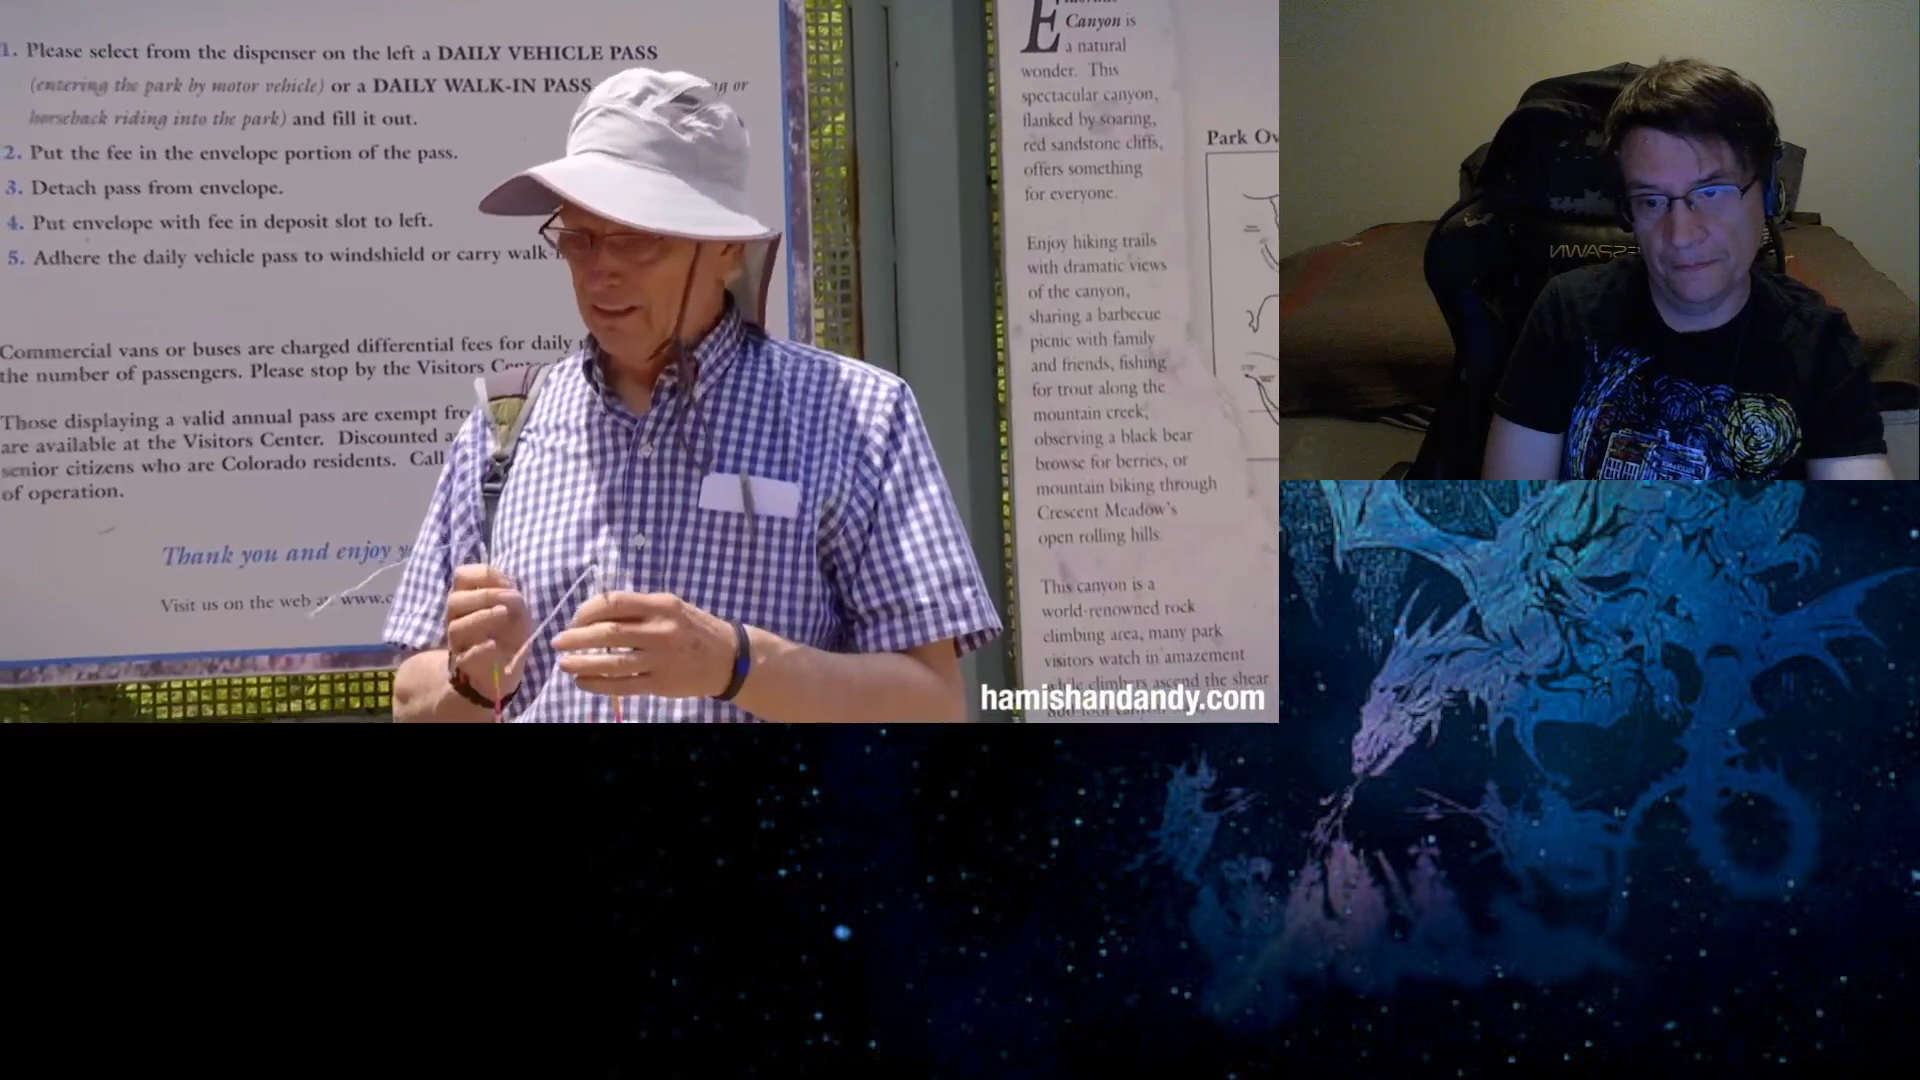 1. Please select from the dispenser on the left a DAILY VEHICLE PASS
(entering the park by motor vehicle) or a DAILY WALK-IN PASS or
horseback riding into the park) and fill it out.
2. Put the fee in the envelope portion of the pass.
3. Detach pass from envelope.
4. Put envelope with fee in deposit slot to left.
5. Adhere the daily vehicle pass to windshield or carry walk-
Commercial vans or buses are charged differential fees for daily
the number of passengers. Please stop by the Visitors
Those displaying a valid annual pass are exempt
are available at the Visitors Center. Discounted a
senior citizens who are Colorado residents. Call
of operation.
Thank you and enjoy
Visit us on the web www.c
Canyon is
a natural
wonder. This
spectacular canyon,
flanked by soaring,
red sandstone cliffs,
offers something
for everyone.
Enjoy hiking trails
with dramatic views
of the canyon,
sharing a barbecue
picnic with family
and friends, fishing
for trout along the
mountain creek,
observing a black bear
browse for berries, or
mountain biking through
Crescent Meadow's
open rolling hills.
This canyon is a
world-renowned rock
climbing area, many park
visitors watch in amazement
while climbers ascend the shear
Park Ov
hamishandandy.com